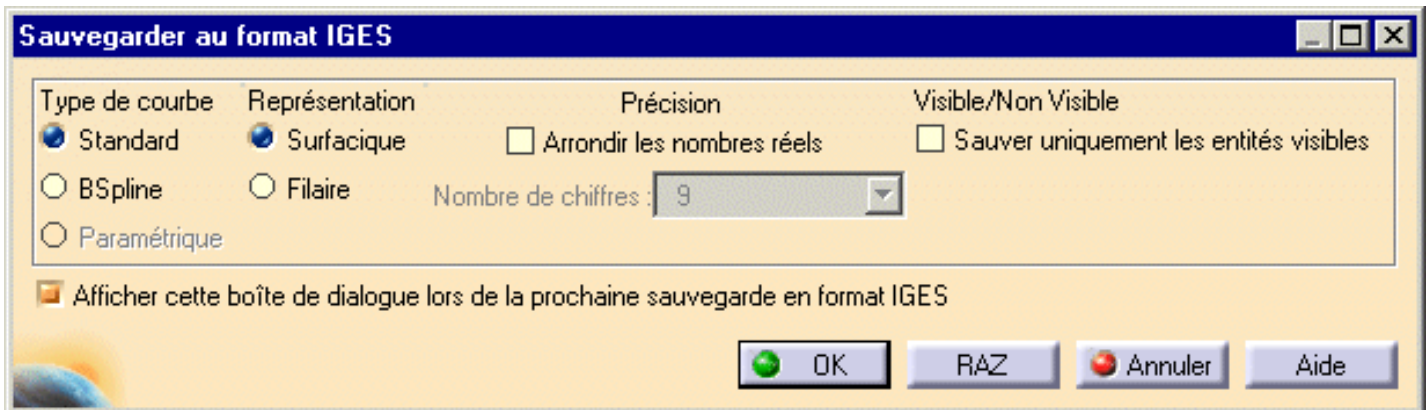 Sauvegarder au format IGES
Type de courbe Représentation Précision Visible/Non Visible
Standard Surfacique Arrondir les nombres réels Sauver uniquement les entités visibles
BSpline Filaire Nombre de chiffres : 9
Paramétrique
Afficher cette boîte de dialogue lors de la prochaine sauvegarde en format IGES
OK RAZ Annuler Aide